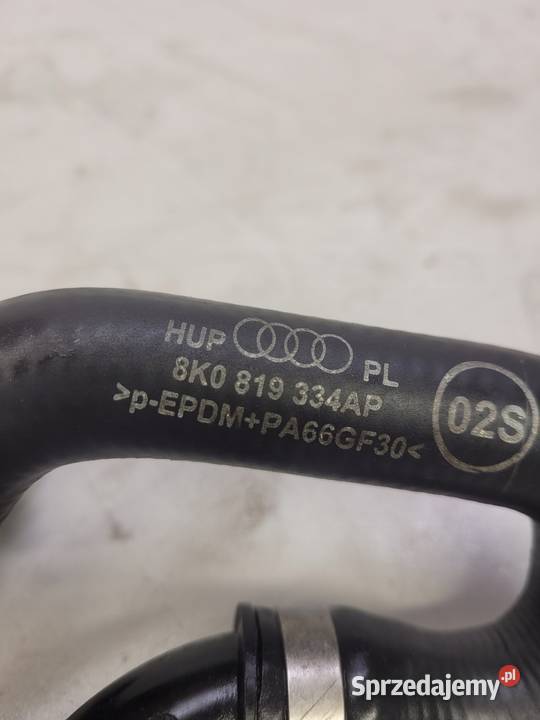 HUP PL
8K0 819 334AP
>p-EPDM+PA66GF30<
02S
Sprzedajemy.pl